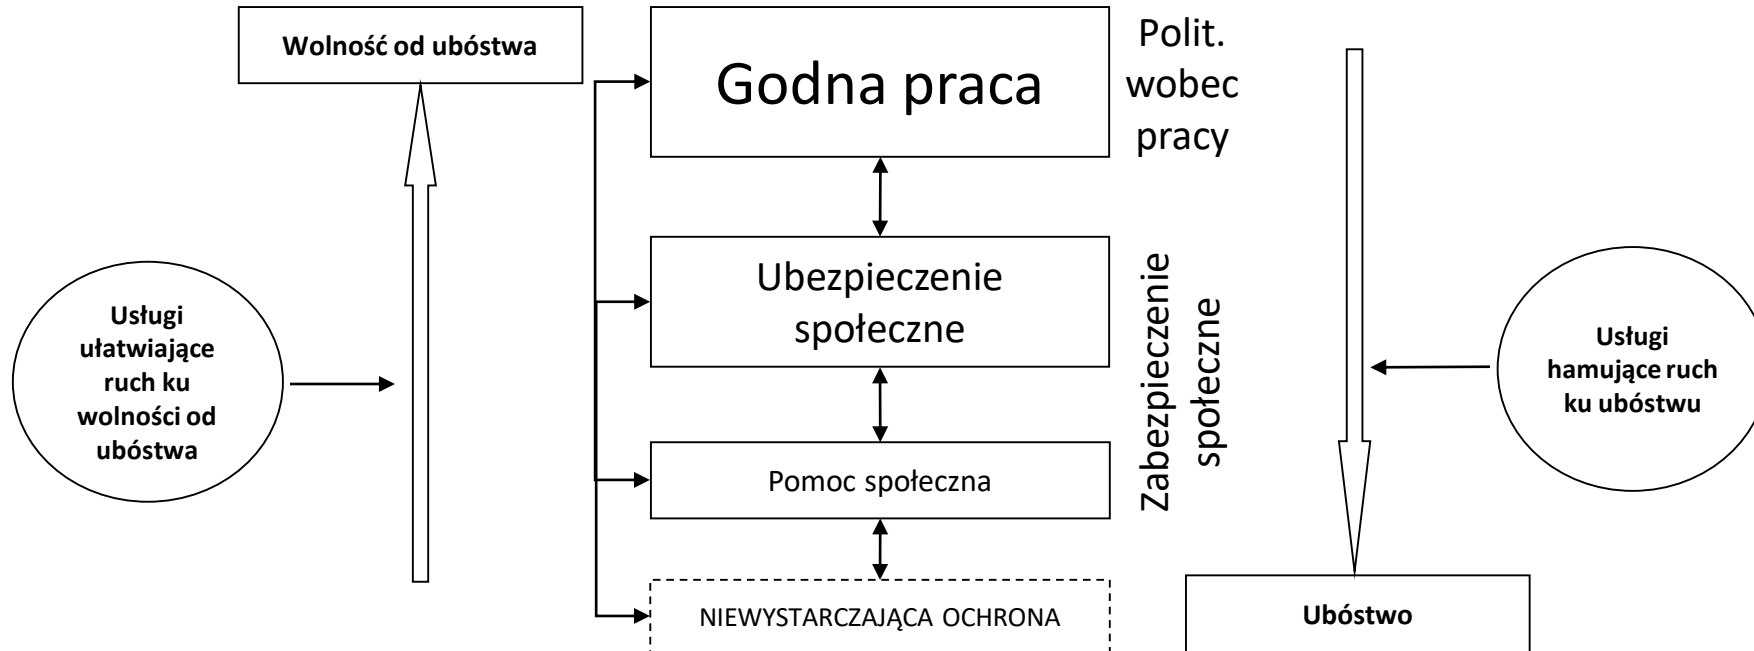 Wolność od ubóstwa
Godna praca
Polit.
wobec
pracy
Usługi
ułatwiające
ruch ku
wolności od
ubóstwa
Ubezpieczenie
społeczne
Zabezpieczenie
społeczne
Usługi
hamujące ruch
ku ubóstwu
Pomoc społeczna
NIEWYSTARCZAJĄCA OCHRONA
Ubóstwo